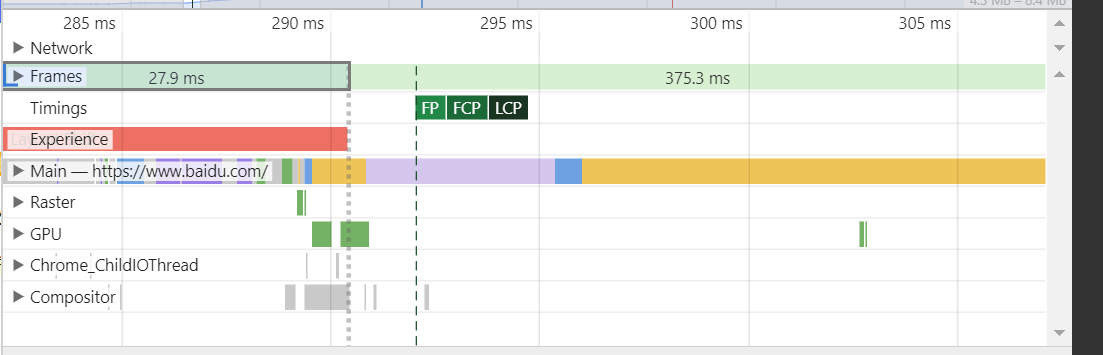 4.3 MB – 8.4 MB
285 ms 290 ms 295 ms 300 ms 305 ms
Network
Frames 27.9 ms 375.3 ms
Timings FP FCP LCP
Experience
Main — https://www.baidu.com/
Raster
GPU
Chrome_ChildIOThread
Compositor